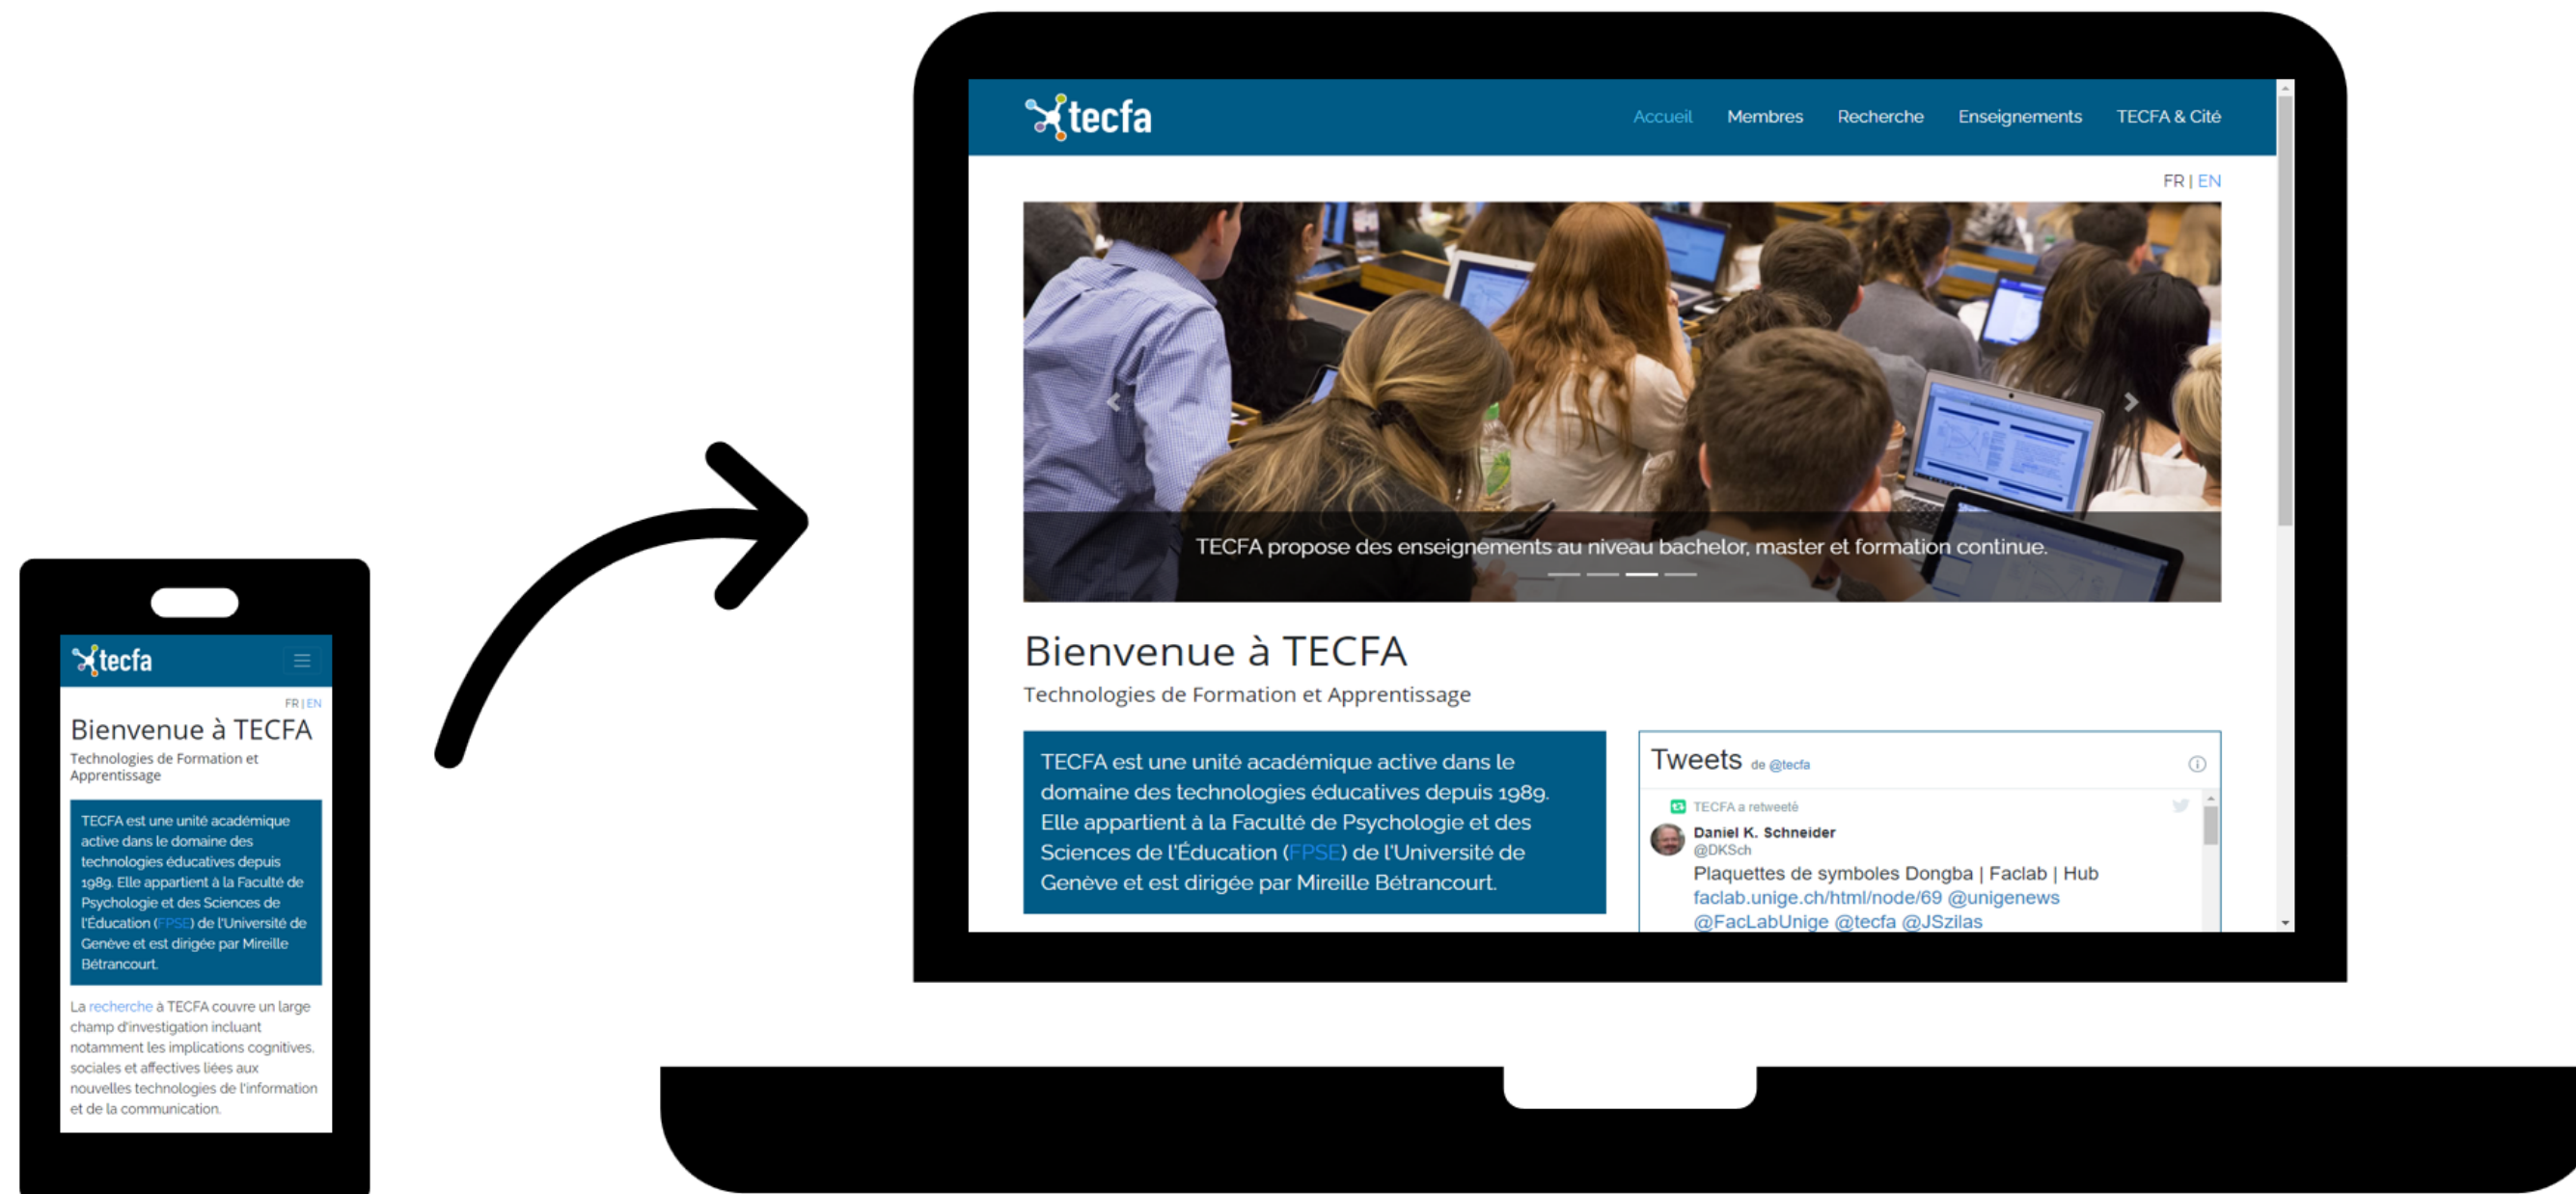 tecfa
FR | EN
Bienvenue à TECFA
Technologies de Formation et
Apprentissage
TECFA est une unité académique
active dans le domaine des
technologies éducatives depuis
1989. Elle appartient à la Faculté de
Psychologie et des Sciences de
l'Éducation (FPSE) de l'Université de
Genève et est dirigée par Mireille
Bétrancourt.
La recherche à TECFA couvre un large
champ d'investigation incluant
notamment les implications cognitives,
sociales et affectives liées aux
nouvelles technologies de l'information
et de la communication.
tecfa
Accueil Membres Recherche Enseignements TECFA & Cité
FR | EN
TECFA propose des enseignements au niveau bachelor, master et formation continue.
Bienvenue à TECFA
Technologies de Formation et Apprentissage
TECFA est une unité académique active dans le
domaine des technologies éducatives depuis 1989.
Elle appartient à la Faculté de Psychologie et des
Sciences de l'Éducation (FPSE) de l'Université de
Genève et est dirigée par Mireille Bétrancourt.
Tweets de @tecfa
TECFA a retweeté
Daniel K. Schneider
@DKSch
Plaquettes de symboles Dongba | Faclab | Hub
faclab.unige.ch/html/node/69 @unigenews
@FacLabUnige @tecfa @JSzilas